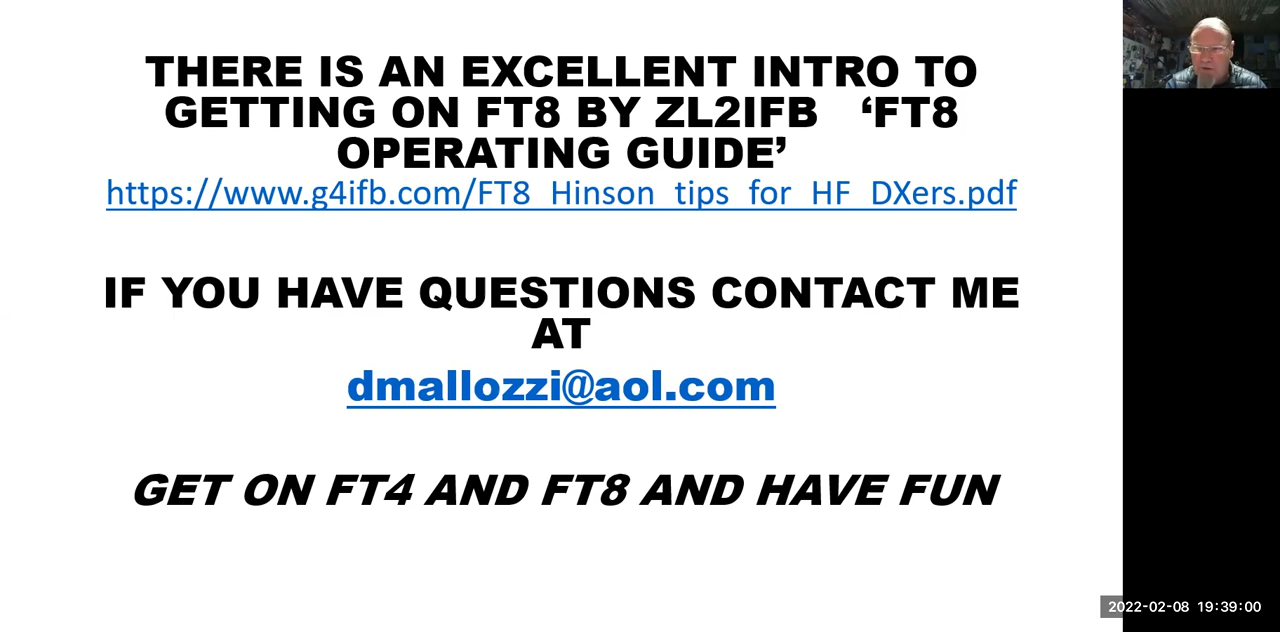 THERE IS AN EXCELLENT INTRO TO
GETTING ON FT8 BY ZL2IFB ‘FT8
OPERATING GUIDE’
https://www.g4ifb.com/FT8_Hinson_tips_for_HF_DXers.pdf
IF YOU HAVE QUESTIONS CONTACT ME
AT
dmallozzi@aol.com
GET ON FT4 AND FT8 AND HAVE FUN
2022-02-08 19:39:00